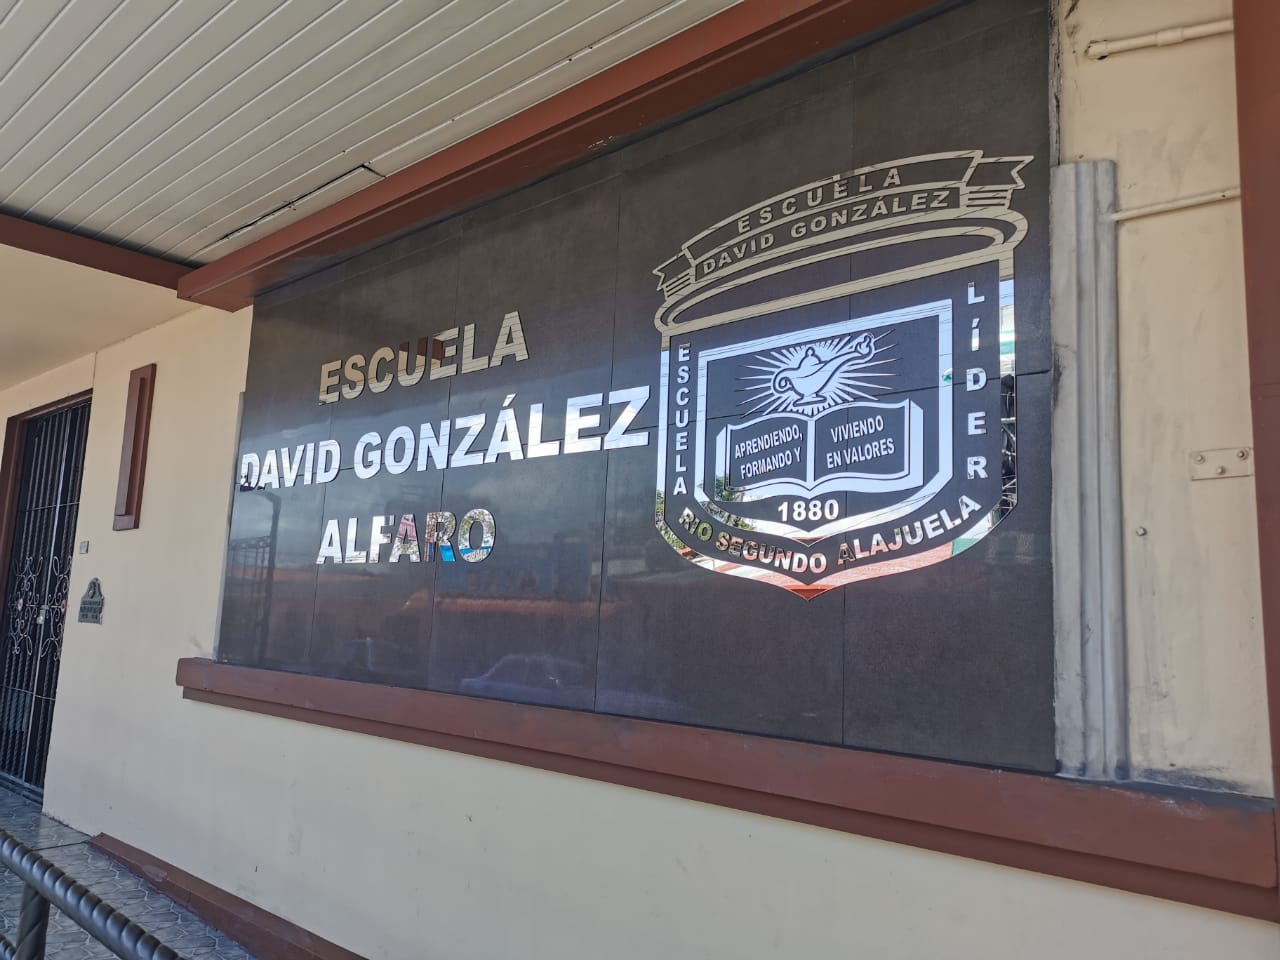 ESCUELA
DAVID GONZÁLEZ
ALFARO
ESCUELA
DAVID GONZÁLEZ
ESCUELA
LÍDER
APRENDIENDO,
FORMANDO Y
VIVIENDO
EN VALORES
1880
RIO SEGUNDO ALAJUELA